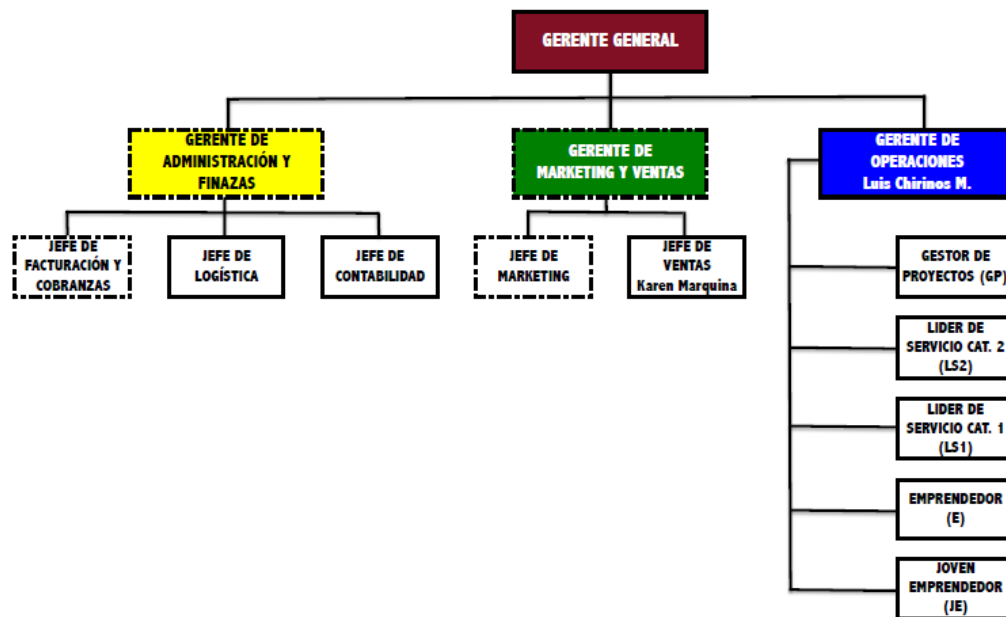 GERENTE GENERAL
GERENTE DE
ADMINISTRACIÓN Y
FINAZAS
GERENTE DE
MARKETING Y VENTAS
GERENTE DE
OPERACIONES
Luis Chirinos M.
JEFE DE
FACTURACIÓN Y
COBRANZAS
JEFE DE
LOGÍSTICA
JEFE DE
CONTABILIDAD
JEFE DE
MARKETING
JEFE DE
VENTAS
Karen Marquina
GESTOR DE
PROYECTOS (GP)
LIDER DE
SERVICIO CAT. 2
(LS2)
LIDER DE
SERVICIO CAT. 1
(LS1)
EMPRENDEDOR
(E)
JOVEN
EMPRENDEDOR
(JE)